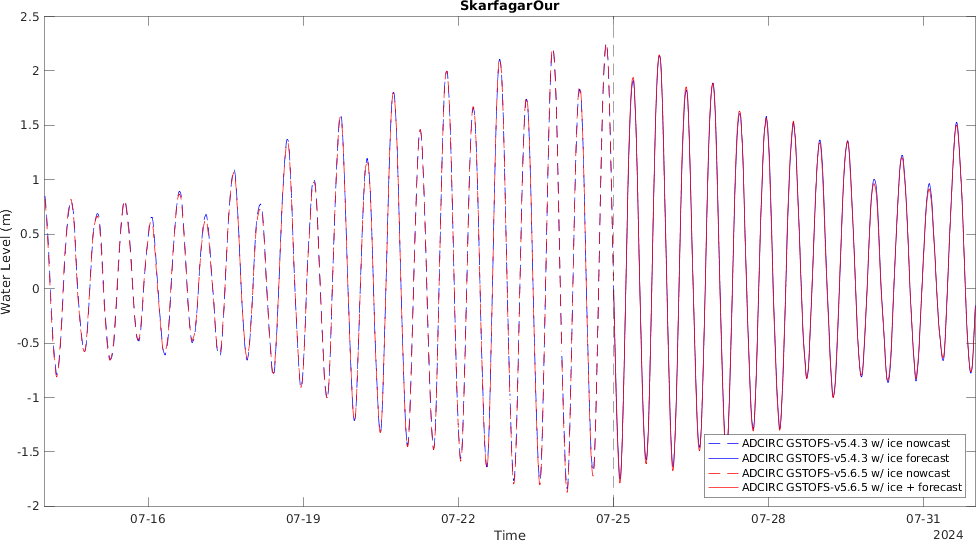 SkarfagarOur
2.5
2
1.5
1
0.5
0
-0.5
-1
-1.5
-2
Water Level (m)
07-16 07-19 07-22 07-25 07-28 07-31
Time
2024
ADCIRC GSTOFS-v5.4.3 w/ ice nowcast
ADCIRC GSTOFS-v5.4.3 w/ ice forecast
ADCIRC GSTOFS-v5.6.5 w/ ice nowcast
ADCIRC GSTOFS-v5.6.5 w/ ice + forecast